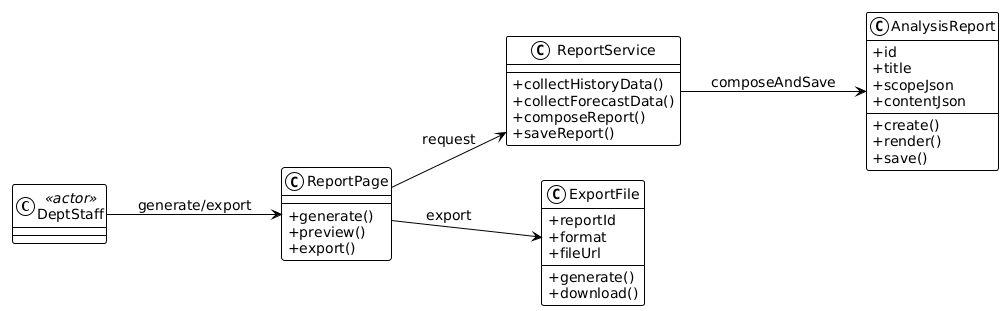 C «actor»
DeptStaff
generate/export
C ReportPage
+generate()
+preview()
+export()
request
export
C ReportService
+collectHistoryData()
+collectForecastData()
+composeReport()
+saveReport()
C ExportFile
+reportId
+format
+fileUrl
+generate()
+download()
composeAndSave
C AnalysisReport
+id
+title
+scopeJson
+contentJson
+create()
+render()
+save()